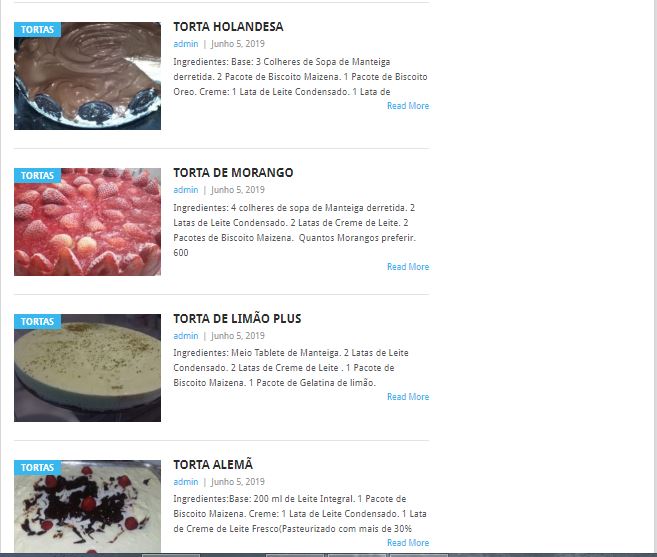 TORTAS
TORTA HOLANDESA
admin | Junho 5, 2019
Ingredientes: Base: 3 Colheres de Sopa de Manteiga
derretida. 2 Pacote de Biscoito Maizena. 1 Pacote de Biscoito
Oreo. Creme: 1 Lata de Leite Condensado. 1 Lata de
Read More
TORTAS
TORTA DE MORANGO
admin | Junho 5, 2019
Ingredientes: 4 colheres de sopa de Manteiga derretida. 2
Latas de Leite Condensado. 2 Latas de Creme de Leite. 2
Pacotes de Biscoito Maizena. Quantos Morangos preferir.
600
Read More
TORTAS
TORTA DE LIMÃO PLUS
admin | Junho 5, 2019
Ingredientes: Meio Tablete de Manteiga. 2 Latas de Leite
Condensado. 2 Latas de Creme de Leite . 1 Pacote de
Biscoito Maizena. 1 Pacote de Gelatina de limão.
Read More
TORTAS
TORTA ALEMÃ
admin | Junho 5, 2019
Ingredientes:Base: 200 ml de Leite Integral. 1 Pacote de
Biscoito Maizena. Creme: 1 Lata de Leite Condensado. 1 Lata
de Creme de Leite Fresco(Pasteurizado com mais de 30%
Read More